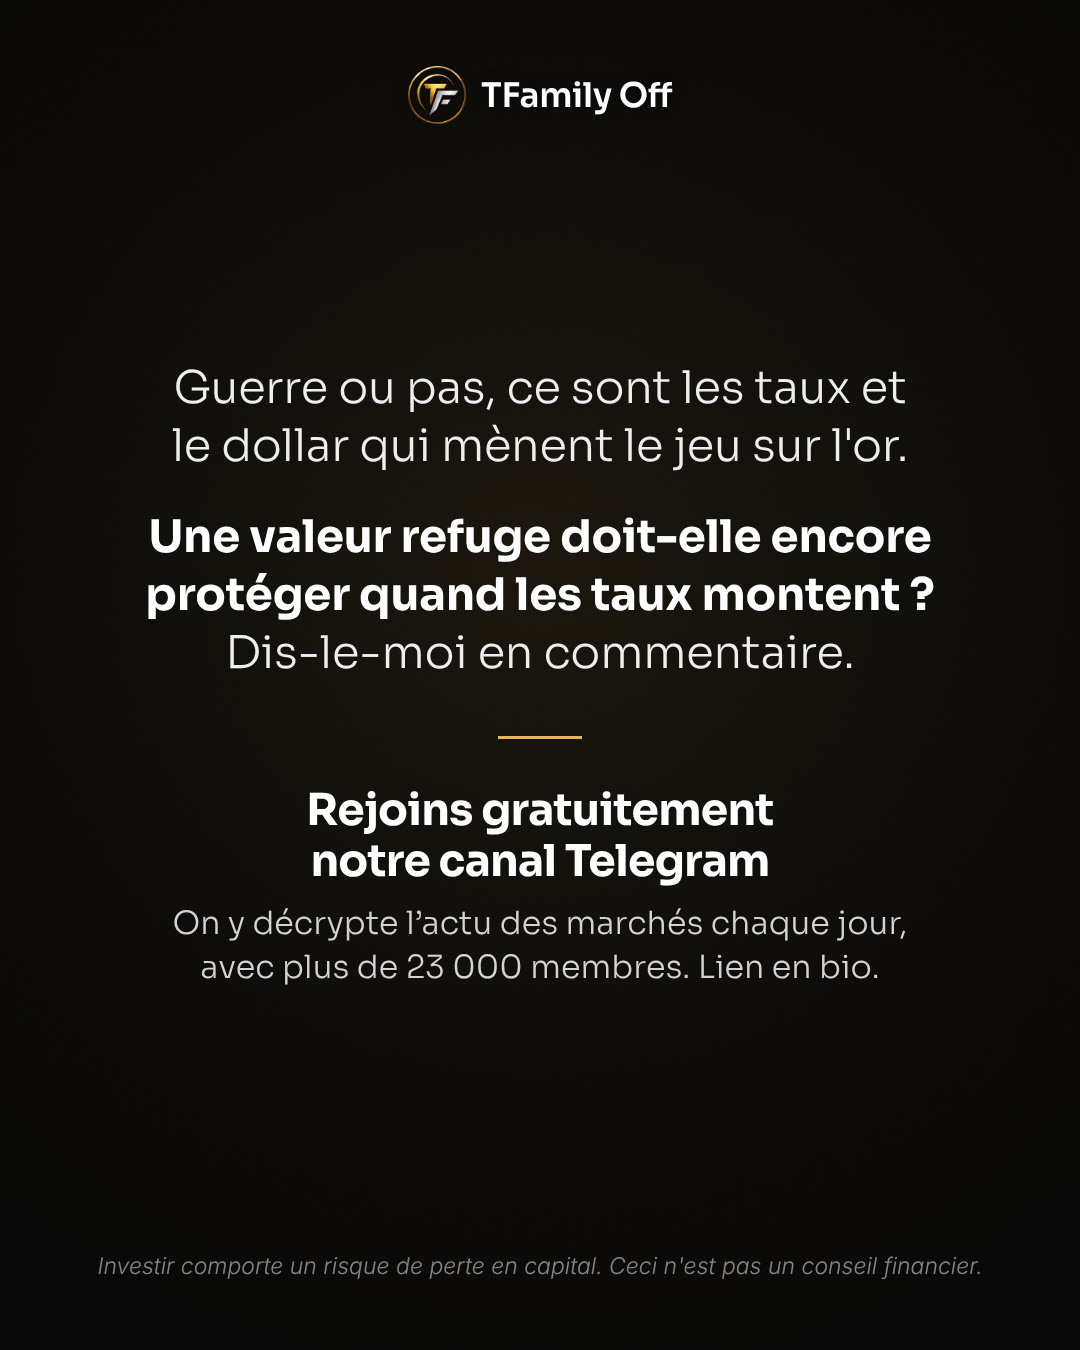 TF TFamily Off
Guerre ou pas, ce sont les taux et
le dollar qui mènent le jeu sur l'or.
Une valeur refuge doit-elle encore
protéger quand les taux montent ?
Dis-le-moi en commentaire.
Rejoins gratuitement
notre canal Telegram
On y décrypte l’actu des marchés chaque jour,
avec plus de 23 000 membres. Lien en bio.
Investir comporte un risque de perte en capital. Ceci n'est pas un conseil financier.